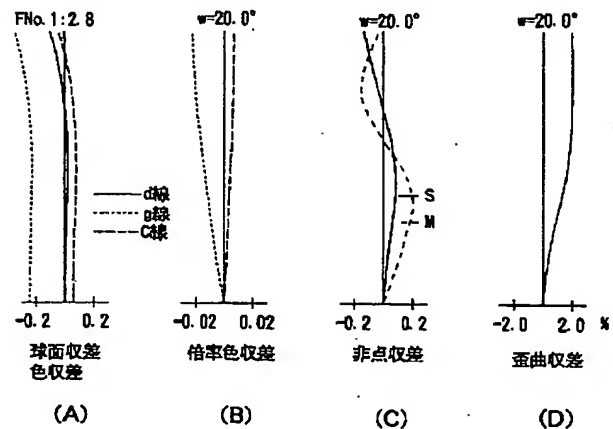 FNo. 1:2.8
-0.2 0.2
球面収差
色収差
(A)
w=20.0°
-0.02 0.02
倍率色収差
(B)
d線
g線
C線
w=20.0°
S
M
-0.2 0.2
非点収差
(C)
w=20.0°
-2.0 2.0 %
歪曲収差
(D)